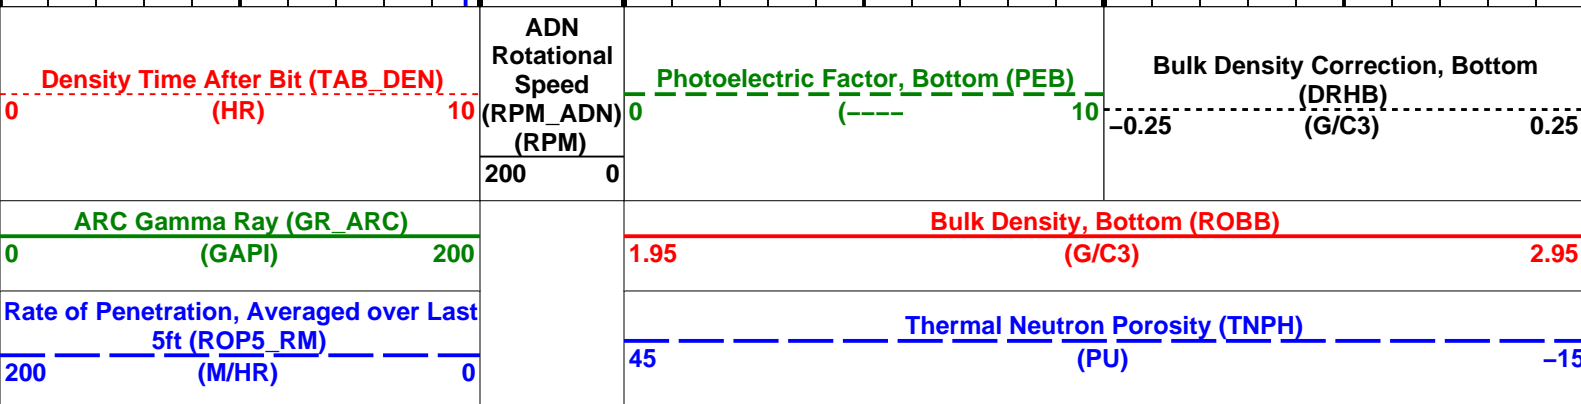 Density Time After Bit (TAB_DEN)
0 (HR) 10
ADN
Rotational
Speed
(RPM_ADN)
(RPM)
200 0
Photoelectric Factor, Bottom (PEB)
0 (−−−− 10
Bulk Density Correction, Bottom
(DRHB)
−0.25 (G/C3) 0.25
ARC Gamma Ray (GR_ARC)
0 (GAPI) 200
Bulk Density, Bottom (ROBB)
1.95 (G/C3) 2.95
Rate of Penetration, Averaged over Last
5ft (ROP5_RM)
200 (M/HR) 0
Thermal Neutron Porosity (TNPH)
45 (PU) −15